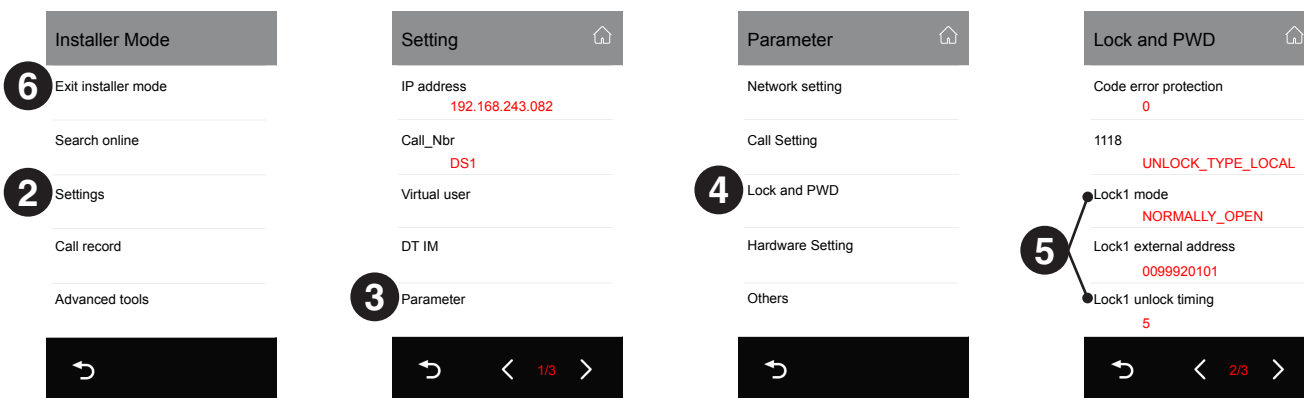 Installer Mode
6
Exit installer mode
Search online
2
Settings
Call record
Advanced tools
Setting
IP address
192.168.243.082
Call_Nbr
DS1
Virtual user
DT IM
3
Parameter
1/3
Parameter
Network setting
Call Setting
4
Lock and PWD
Hardware Setting
Others
Lock and PWD
Code error protection
0
1118
UNLOCK_TYPE_LOCAL
Lock1 mode
NORMALLY_OPEN
5
Lock1 external address
0099920101
Lock1 unlock timing
5
2/3